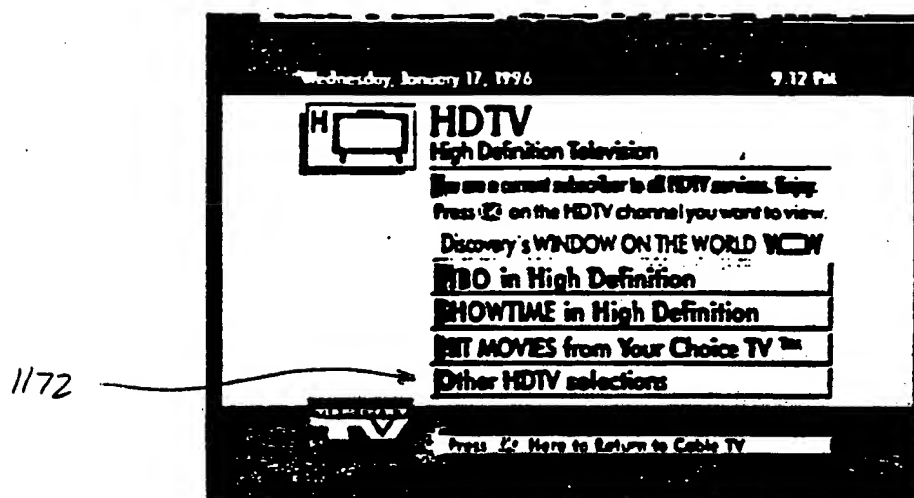 Wednesday, January 17, 1996 9:12 PM
H
HDTV
High Definition Television
You are a current subscriber to all HDTV services. Enjoy.
Press on the HDTV channel you want to view.
Discovery's WINDOW ON THE WORLD WOW
HBO in High Definition
SHOWTIME in High Definition
HIT MOVIES from Your Choice TV ™
Other HDTV selections
1172
TV
Press Here to Return to Cable TV